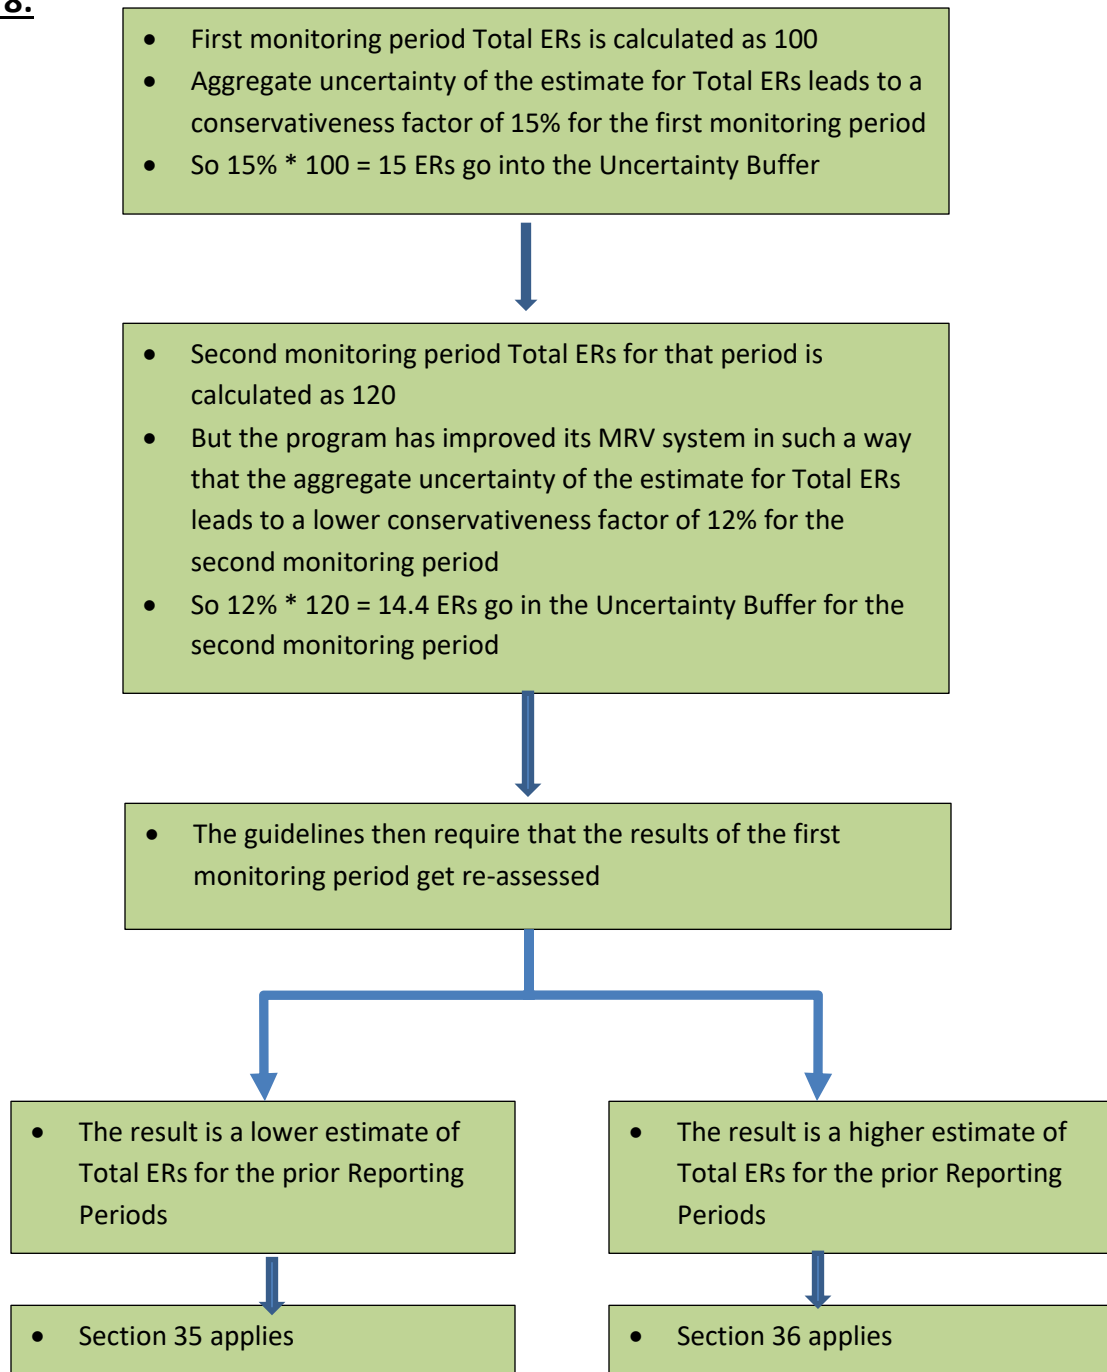 8.
• First monitoring period Total ERs is calculated as 100
• Aggregate uncertainty of the estimate for Total ERs leads to a
conservativeness factor of 15% for the first monitoring period
• So 15% * 100 = 15 ERs go into the Uncertainty Buffer
• Second monitoring period Total ERs for that period is
calculated as 120
• But the program has improved its MRV system in such a way
that the aggregate uncertainty of the estimate for Total ERs
leads to a lower conservativeness factor of 12% for the
second monitoring period
• So 12% * 120 = 14.4 ERs go in the Uncertainty Buffer for the
second monitoring period
• The guidelines then require that the results of the first
monitoring period get re-assessed
• The result is a lower estimate of
Total ERs for the prior Reporting
Periods
• The result is a higher estimate of
Total ERs for the prior Reporting
Periods
• Section 35 applies
• Section 36 applies